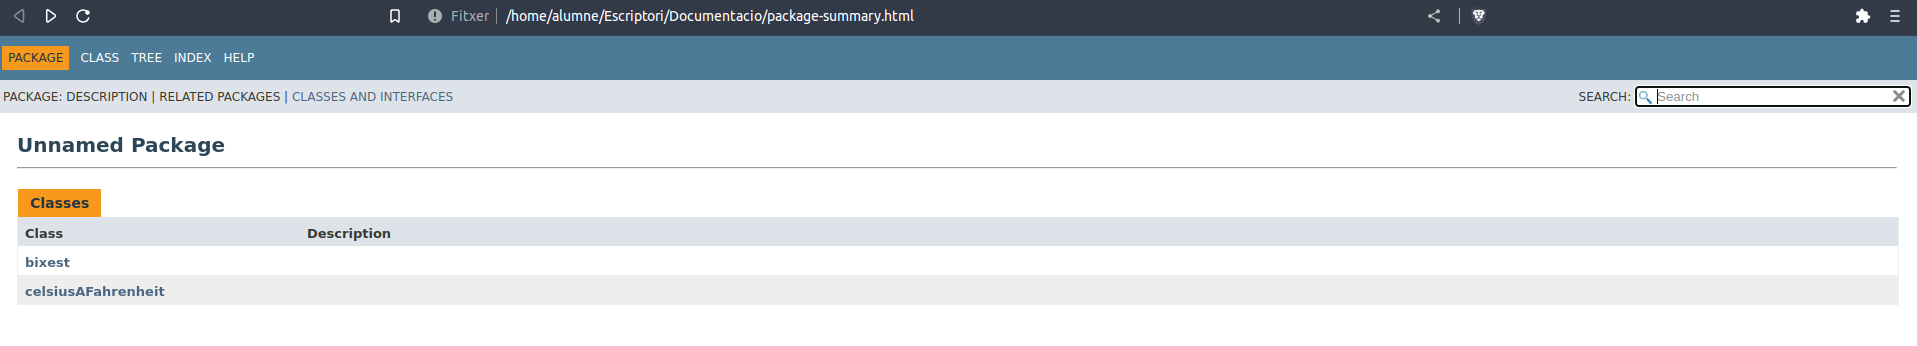 Fitxer | /home/alumne/Escriptori/Documentacio/package-summary.html
PACKAGE CLASS TREE INDEX HELP
PACKAGE: DESCRIPTION | RELATED PACKAGES | CLASSES AND INTERFACES SEARCH: Search
Unnamed Package
Classes
Class Description
bixest
celsiusAFahrenheit